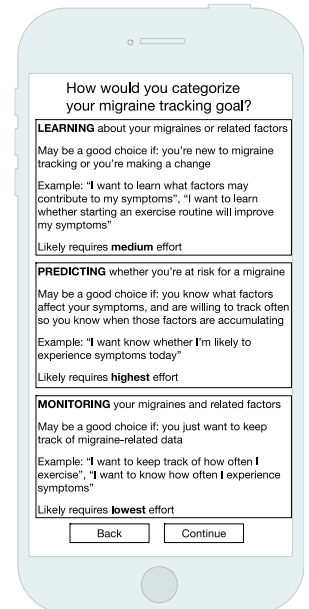 How would you categorize
your migraine tracking goal?
LEARNING about your migraines or related factors
May be a good choice if: you're new to migraine
tracking or you're making a change
Example: “I want to learn what factors may
contribute to my symptoms”, “I want to learn
whether starting an exercise routine will improve
my symptoms”
Likely requires medium effort
PREDICTING whether you're at risk for a migraine
May be a good choice if: you know what factors
affect your symptoms, and are willing to track often
so you know when those factors are accumulating
Example: “I want know whether I'm likely to
experience symptoms today”
Likely requires highest effort
MONITORING your migraines and related factors
May be a good choice if: you just want to keep
track of migraine-related data
Example: “I want to keep track of how often I
exercise”, “I want to know how often I experience
symptoms”
Likely requires lowest effort
Back Continue